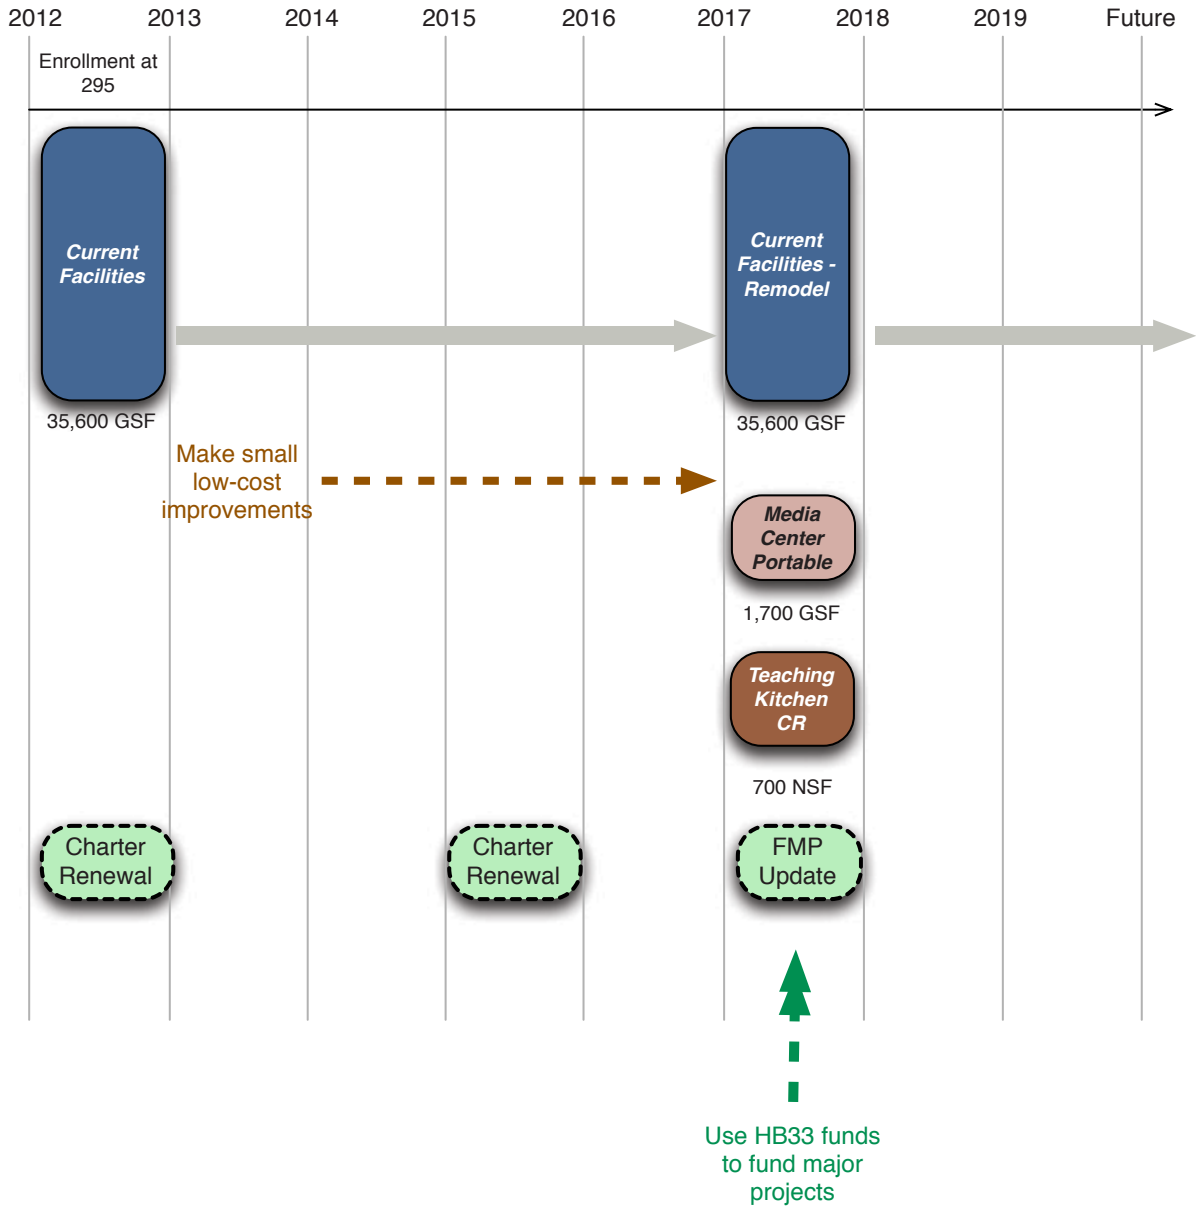 2012 2013 2014 2015 2016 2017 2018 2019 Future
Enrollment at
295
Current
Facilities
Current
Facilities -
Remodel
35,600 GSF
35,600 GSF
Make small
low-cost
improvements
Media
Center
Portable
1,700 GSF
Teaching
Kitchen
CR
700 NSF
Charter
Renewal
Charter
Renewal
FMP
Update
Use HB33 funds
to fund major
projects